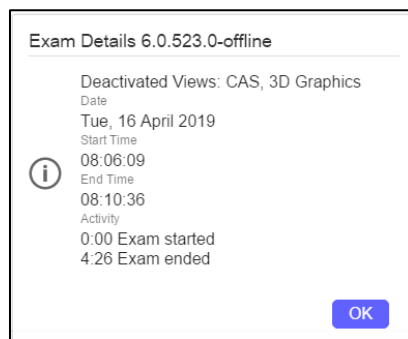 Exam Details 6.0.523.0-offline
Deactivated Views: CAS, 3D Graphics
Date
Tue, 16 April 2019
Start Time
08:06:09
End Time
08:10:36
Activity
0:00 Exam started
4:26 Exam ended
OK